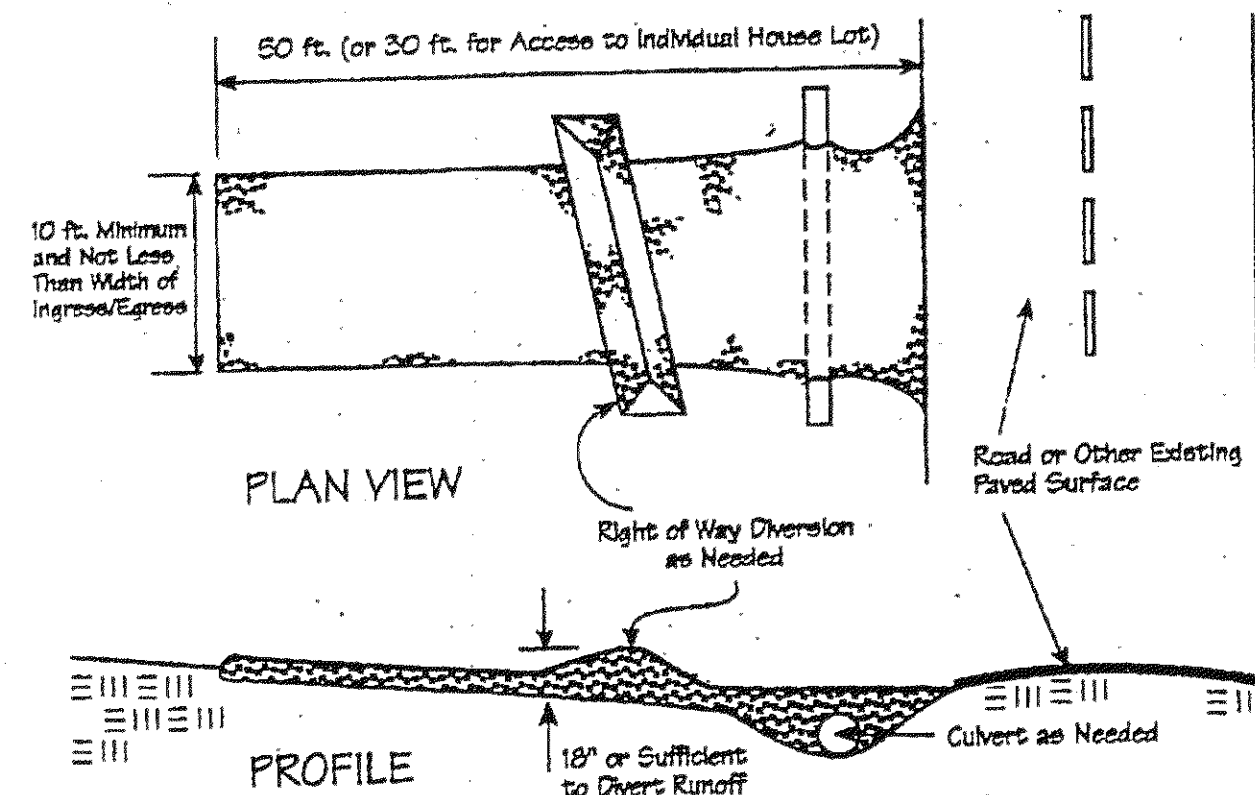 50 ft. (or 30 ft. for Access to Individual House Lot)
10 ft. Minimum
and Not Less
Than Width of
Ingress/Egress
PLAN VIEW
Road or Other Existing
Paved Surface
Right of Way Diversion
as Needed
Culvert as Needed
18" or Sufficient
to Divert Runoff
PROFILE